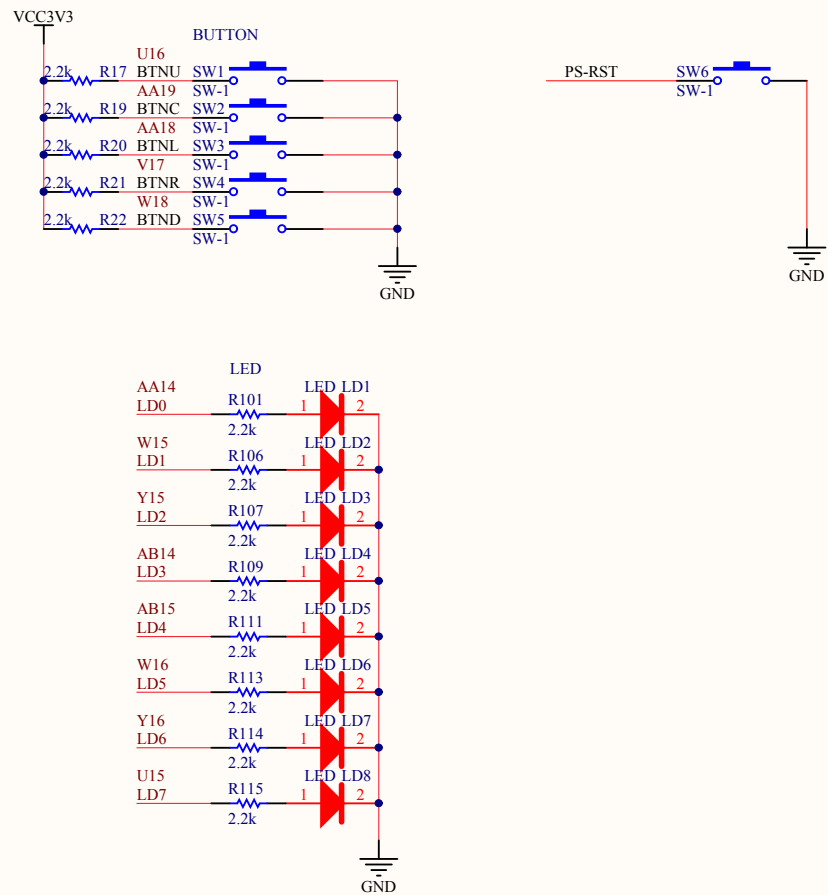 VCC3V3
BUTTON
U16
2.2k R17 BTNU SW1
AA19 SW-1
2.2k R19 BTNC SW2
AA18 SW-1
2.2k R20 BTNL SW3
V17 SW-1
2.2k R21 BTNR SW4
W18 SW-1
2.2k R22 BTND SW5
SW-1
GND
PS-RST SW6
SW-1
GND
LED
AA14
LD0 R101 LED LD1
2.2k 1 2
W15
LD1 R106 LED LD2
2.2k 1 2
Y15
LD2 R107 LED LD3
2.2k 1 2
AB14
LD3 R109 LED LD4
2.2k 1 2
AB15
LD4 R111 LED LD5
2.2k 1 2
W16
LD5 R113 LED LD6
2.2k 1 2
Y16
LD6 R114 LED LD7
2.2k 1 2
U15
LD7 R115 LED LD8
2.2k 1 2
GND